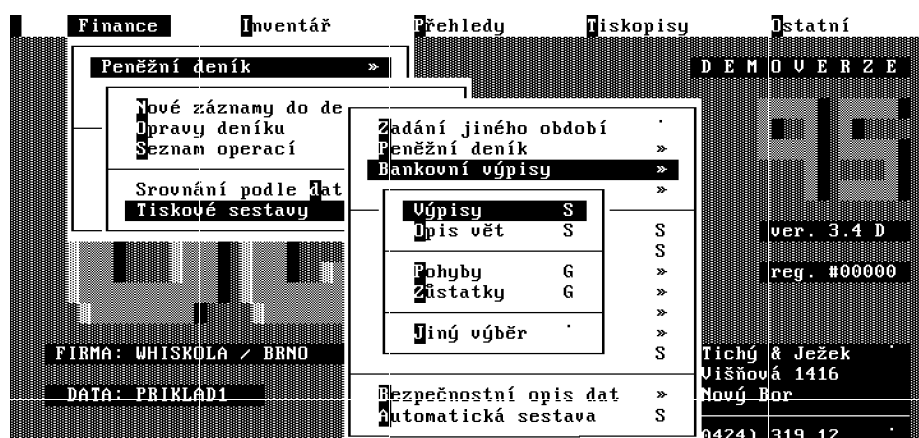 Finance Inventář Přehledy Tiskopisy Ostatní
Peněžní deník »
DEMOVERZE
Nové záznamy do de
Opravy deníku
Seznam operací
Srovnání podle dat
Tiskové sestavy
Zadání jiného období
Peněžní deník »
Bankovní výpisy »
»
Výpisy S
Opis vět S
Pohyby G
Zůstatky G
Jiný výběr
S
S
»
»
»
»
S
Bezpečnostní opis dat »
Automatická sestava S
ver. 3.4 D
reg. #00000
FIRMA: WHISKOLA / BRNO
DATA: PRIKLAD1
Tichý & Ježek
Višňová 1416
Nový Bor
0424) 319 12